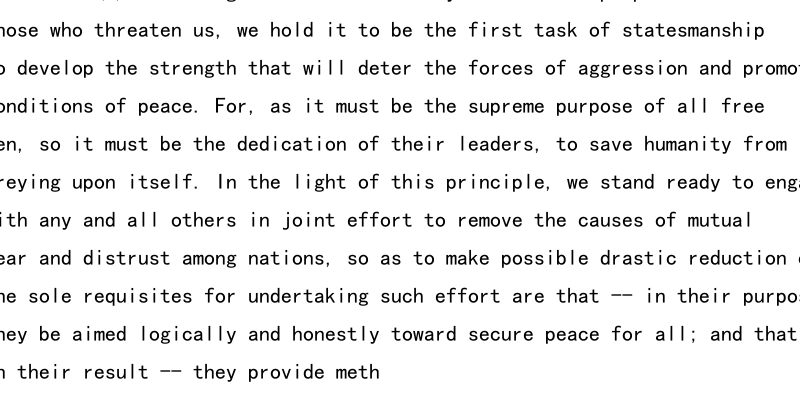 hose who threaten us, we hold it to be the first task of statesmanship
o develop the strength that will deter the forces of aggression and promot
onditions of peace. For, as it must be the supreme purpose of all free
en, so it must be the dedication of their leaders, to save humanity from
reying upon itself. In the light of this principle, we stand ready to enga
ith any and all others in joint effort to remove the causes of mutual
ear and distrust among nations, so as to make possible drastic reduction
he sole requisites for undertaking such effort are that -- in their purpos
hey be aimed logically and honestly toward secure peace for all; and that
n their result -- they provide meth